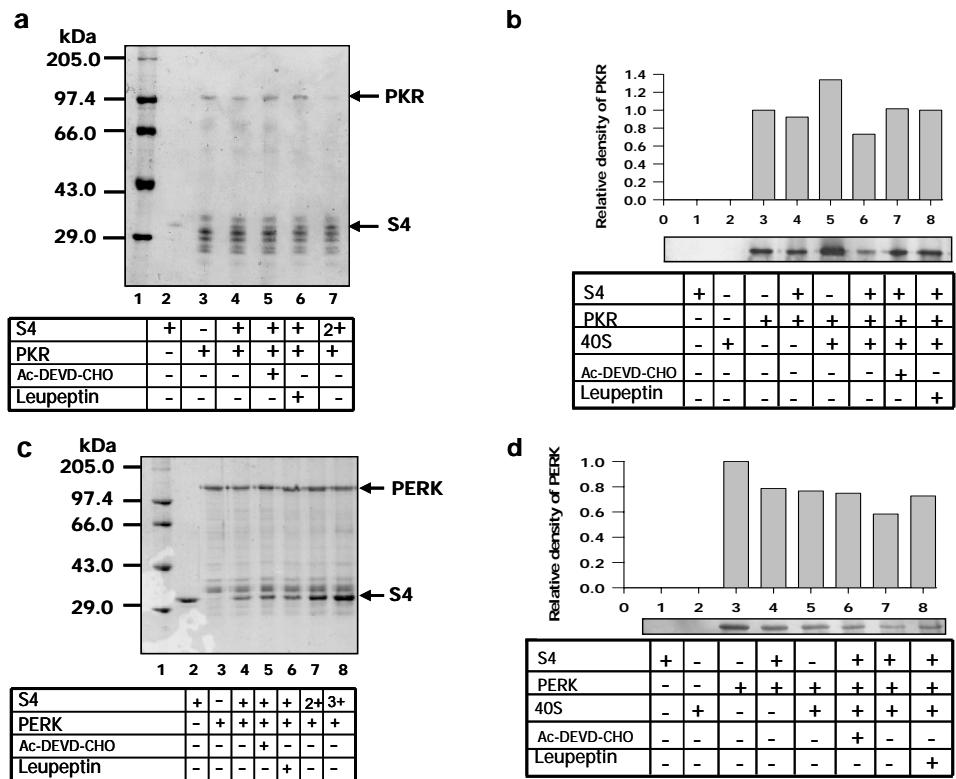 a
kDa
205.0
97.4
66.0
43.0
29.0
PKR
S4
1 2 3 4 5 6 7
S4 + – + + + 2+
PKR – + + + + +
Ac-DEVD-CHO – – – + – –
Leupeptin – – – – + –
b
Relative density of PKR
1.4
1.2
1.0
0.8
0.6
0.4
0.2
0.0
0 1 2 3 4 5 6 7 8
S4 + – – + – + + +
PKR – – + + + + + +
40S – + – – + + + +
Ac-DEVD-CHO – – – – – – + –
Leupeptin – – – – – – – +
c
kDa
205.0
97.4
66.0
43.0
29.0
PERK
S4
1 2 3 4 5 6 7 8
S4 + – + + + 2+ 3+
PERK – + + + + + +
Ac-DEVD-CHO – – – + – – –
Leupeptin – – – – + – –
d
Relative density of PERK
1.0
0.8
0.6
0.4
0.2
0.0
0 1 2 3 4 5 6 7 8
S4 + – – + – + + +
PERK – – + + + + + +
40S – + – – + + + +
Ac-DEVD-CHO – – – – – + – –
Leupeptin – – – – – – – +